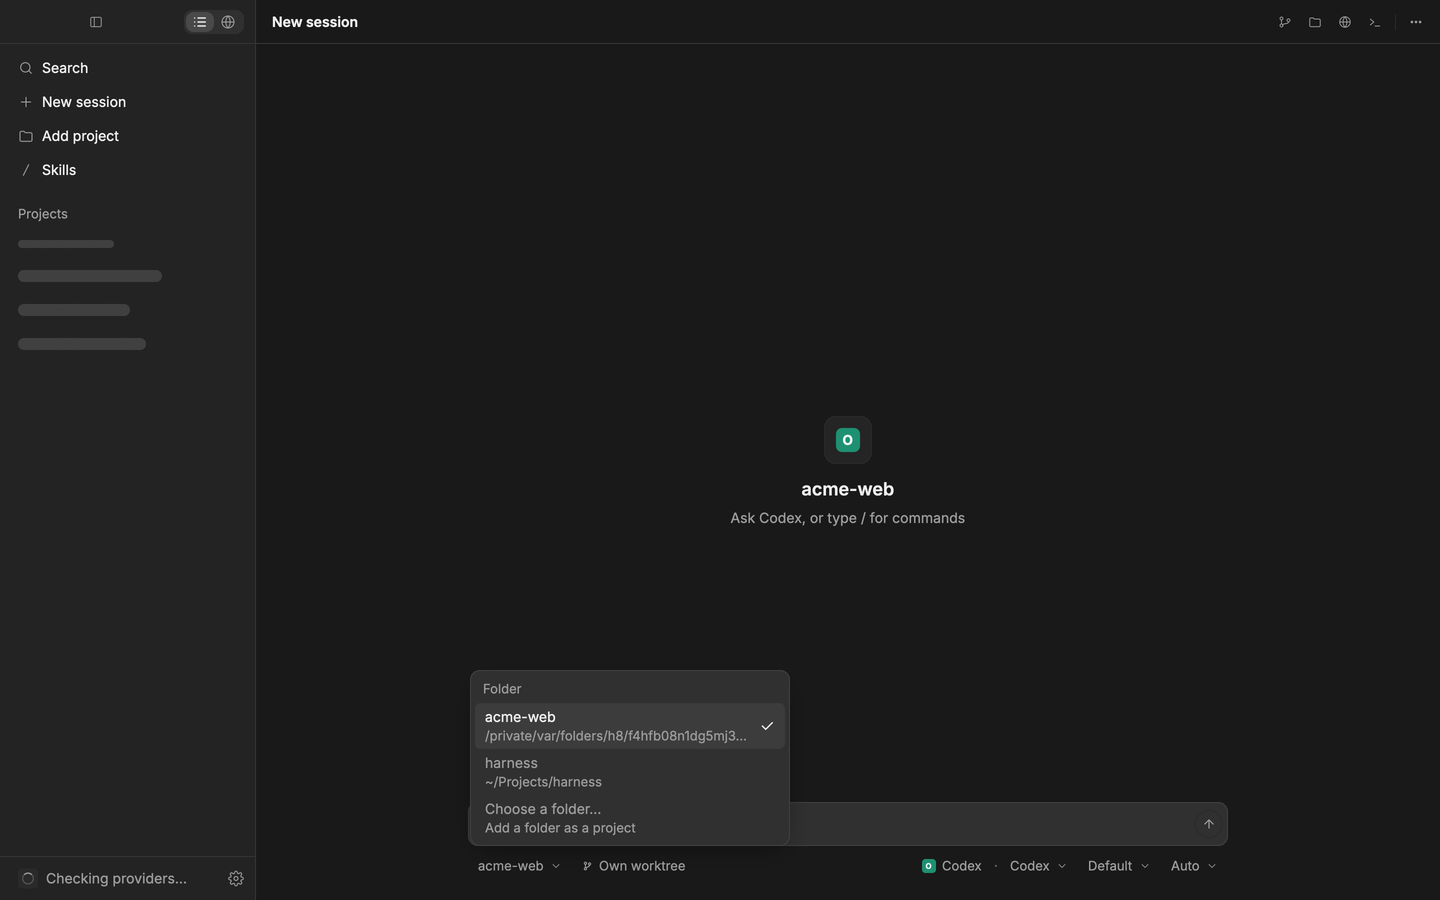 New session
Search
New session
Add project
Skills
Projects
O
acme-web
Ask Codex, or type / for commands
Folder
acme-web
/private/var/folders/h8/f4hfb08n1dg5mj3...
harness
~/Projects/harness
Choose a folder...
Add a folder as a project
acme-web
Own worktree
O Codex · Codex
Default
Auto
Checking providers...